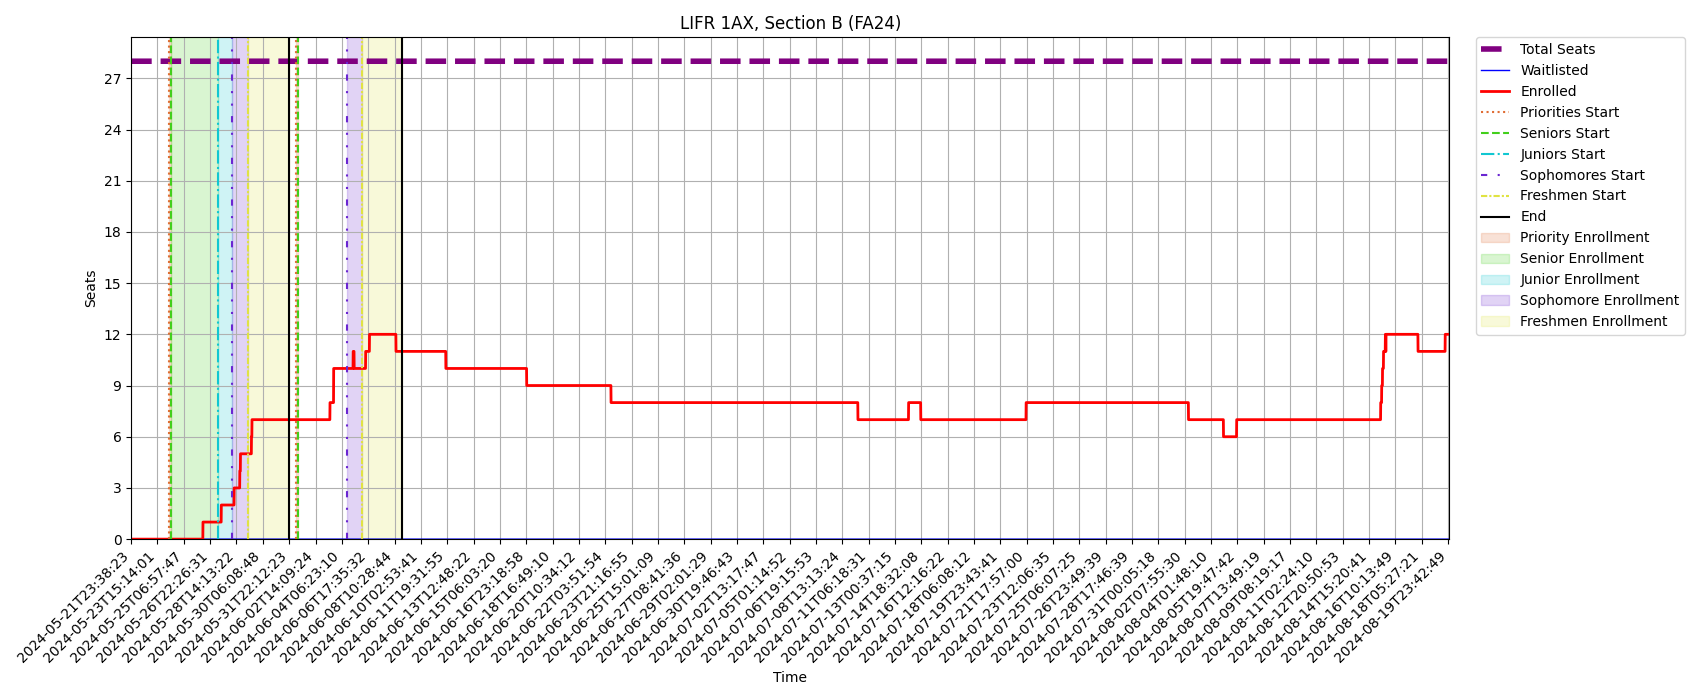 LIFR 1AX, Section B (FA24)
Total Seats
Waitlisted
Enrolled
Priorities Start
Seniors Start
Juniors Start
Sophomores Start
Freshmen Start
End
Priority Enrollment
Senior Enrollment
Junior Enrollment
Sophomore Enrollment
Freshmen Enrollment
Seats
27
24
21
18
15
12
9
6
3
0
2024-05-21T23:38:23
2024-05-23T15:14:01
2024-05-25T06:57:47
2024-05-26T22:26:31
2024-05-28T14:13:22
2024-05-30T06:08:48
2024-05-31T22:12:23
2024-06-02T14:09:24
2024-06-04T06:23:10
2024-06-06T17:35:32
2024-06-08T10:28:44
2024-06-10T02:53:41
2024-06-11T19:31:55
2024-06-13T12:48:22
2024-06-15T06:03:20
2024-06-16T23:18:58
2024-06-18T16:49:10
2024-06-20T10:34:12
2024-06-22T03:51:54
2024-06-23T21:16:55
2024-06-25T15:01:09
2024-06-27T08:41:36
2024-06-29T02:01:29
2024-06-30T19:46:43
2024-07-02T13:17:47
2024-07-05T01:14:52
2024-07-06T19:15:53
2024-07-08T13:13:24
2024-07-11T06:18:31
2024-07-13T00:37:15
2024-07-14T18:32:08
2024-07-16T12:16:22
2024-07-18T06:08:12
2024-07-19T23:43:41
2024-07-21T17:57:00
2024-07-23T12:06:35
2024-07-25T06:07:25
2024-07-26T23:49:39
2024-07-28T17:46:39
2024-07-31T00:05:18
2024-08-02T07:55:30
2024-08-04T01:48:10
2024-08-05T19:47:42
2024-08-07T13:49:19
2024-08-09T08:19:17
2024-08-11T02:24:10
2024-08-12T20:50:53
2024-08-14T15:20:41
2024-08-16T10:13:49
2024-08-18T05:27:21
2024-08-19T23:42:49
Time